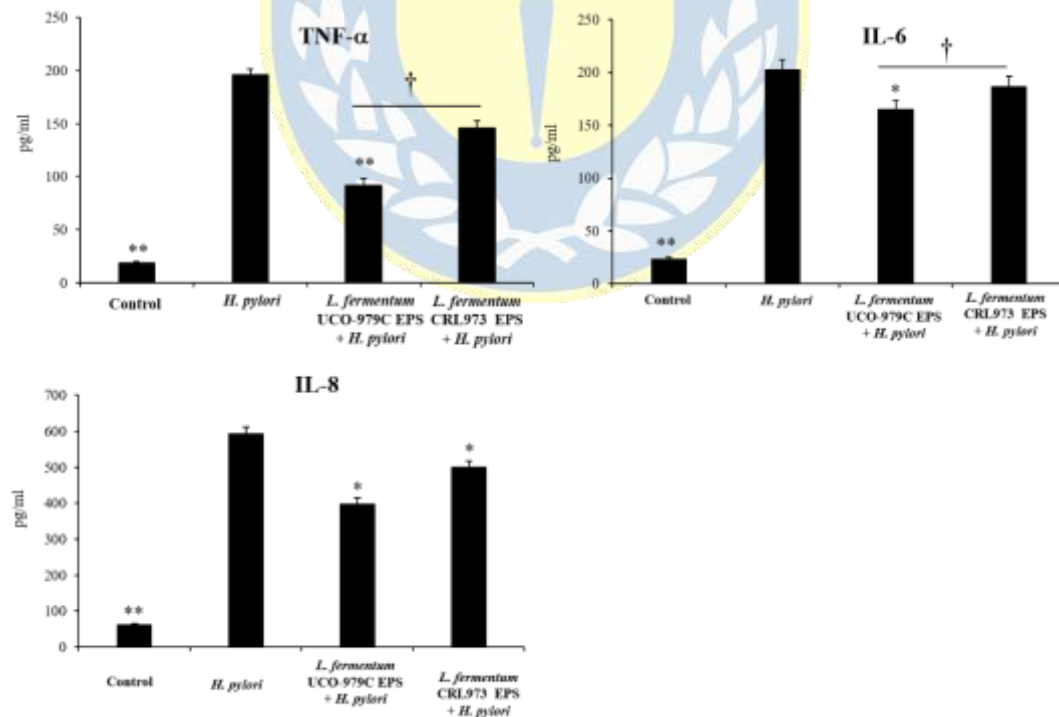 TNF-α
pg/ml
250
200
150
100
50
0
**
**
†
Control
H. pylori
L. fermentum
UCO-979C EPS
+ H. pylori
L. fermentum
CRL973 EPS
+ H. pylori
IL-6
pg/ml
250
200
150
100
50
0
**
*
†
Control
H. pylori
L. fermentum
UCO-979C EPS
+ H. pylori
L. fermentum
CRL973 EPS
+ H. pylori
IL-8
pg/ml
700
600
500
400
300
200
100
0
**
*
*
Control
H. pylori
L. fermentum
UCO-979C EPS
+ H. pylori
L. fermentum
CRL973 EPS
+ H. pylori